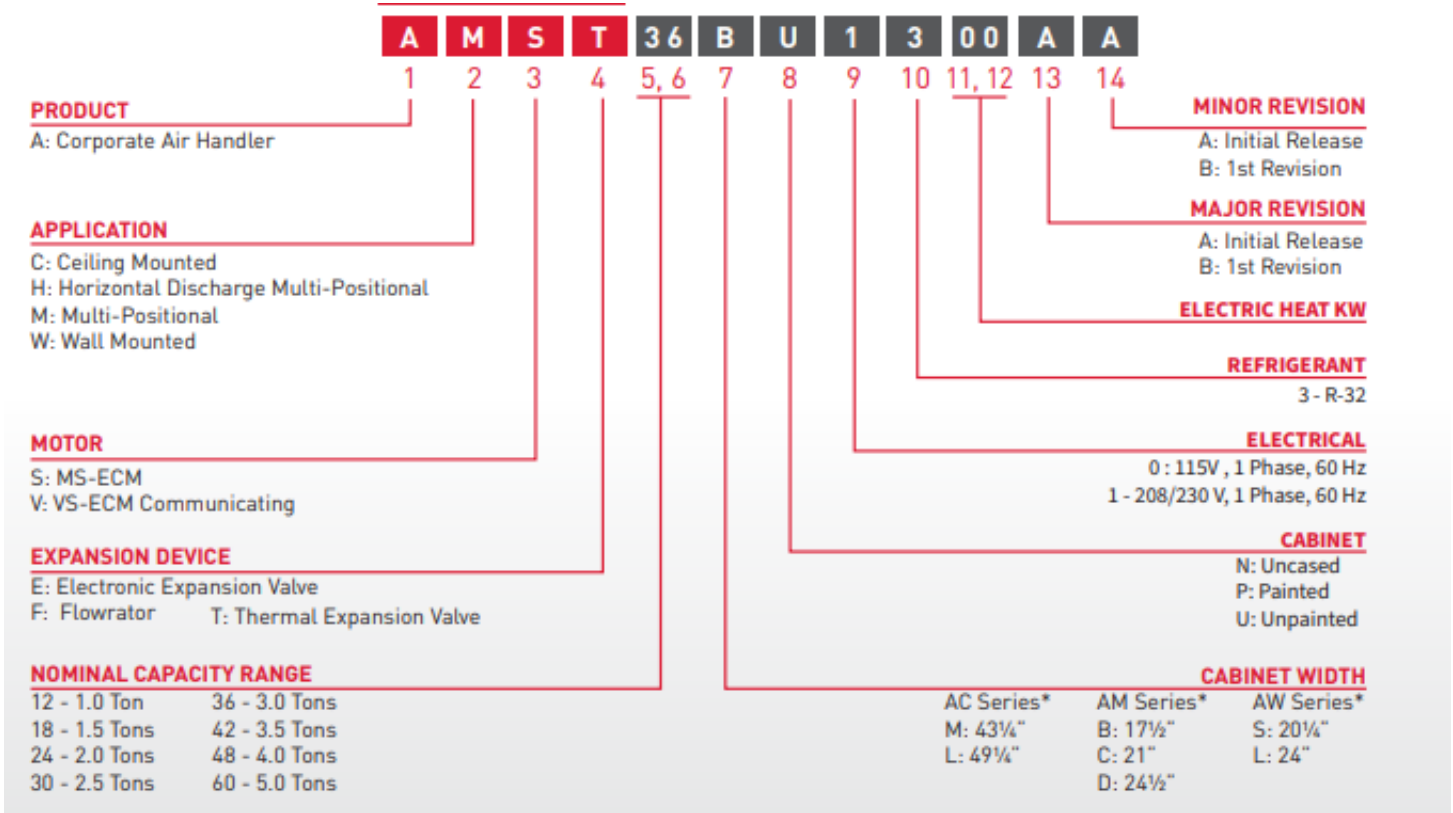 A M S T 36 B U 1 3 00 A A
1 2 3 4 5, 6 7 8 9 10 11, 12 13 14
PRODUCT
A: Corporate Air Handler
APPLICATION
C: Ceiling Mounted
H: Horizontal Discharge Multi-Positional
M: Multi-Positional
W: Wall Mounted
MOTOR
S: MS-ECM
V: VS-ECM Communicating
EXPANSION DEVICE
E: Electronic Expansion Valve
F: Flowrator T: Thermal Expansion Valve
NOMINAL CAPACITY RANGE
12 - 1.0 Ton 36 - 3.0 Tons
18 - 1.5 Tons 42 - 3.5 Tons
24 - 2.0 Tons 48 - 4.0 Tons
30 - 2.5 Tons 60 - 5.0 Tons
MINOR REVISION
A: Initial Release
B: 1st Revision
MAJOR REVISION
A: Initial Release
B: 1st Revision
ELECTRIC HEAT KW
REFRIGERANT
3 - R-32
ELECTRICAL
0 : 115V , 1 Phase, 60 Hz
1 - 208/230 V, 1 Phase, 60 Hz
CABINET
N: Uncased
P: Painted
U: Unpainted
CABINET WIDTH
AC Series* AM Series* AW Series*
M: 43¼" B: 17½" S: 20¼"
L: 49¼" C: 21" L: 24"
D: 24½"